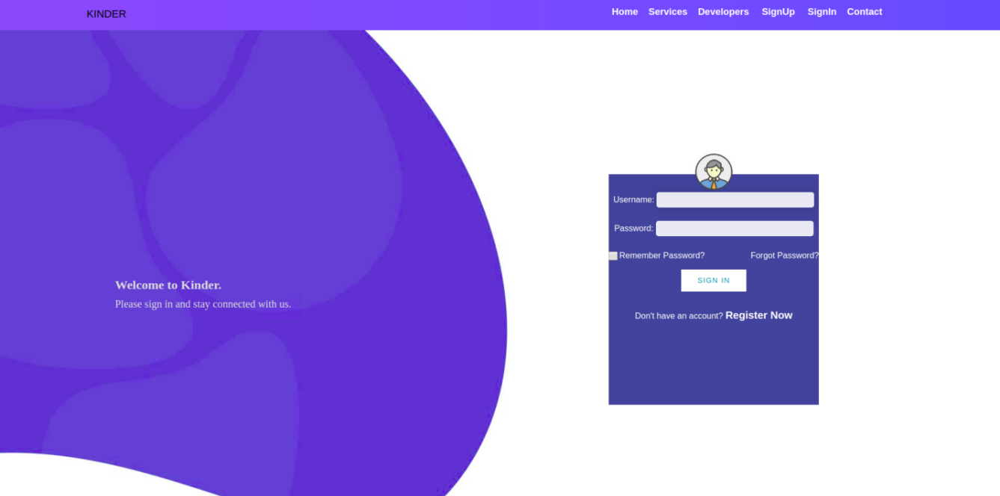 KINDER
Home Services Developers SignUp SignIn Contact
Welcome to Kinder.
Please sign in and stay connected with us.
Username:
Password:
Remember Password? Forgot Password?
SIGN IN
Don't have an account? Register Now